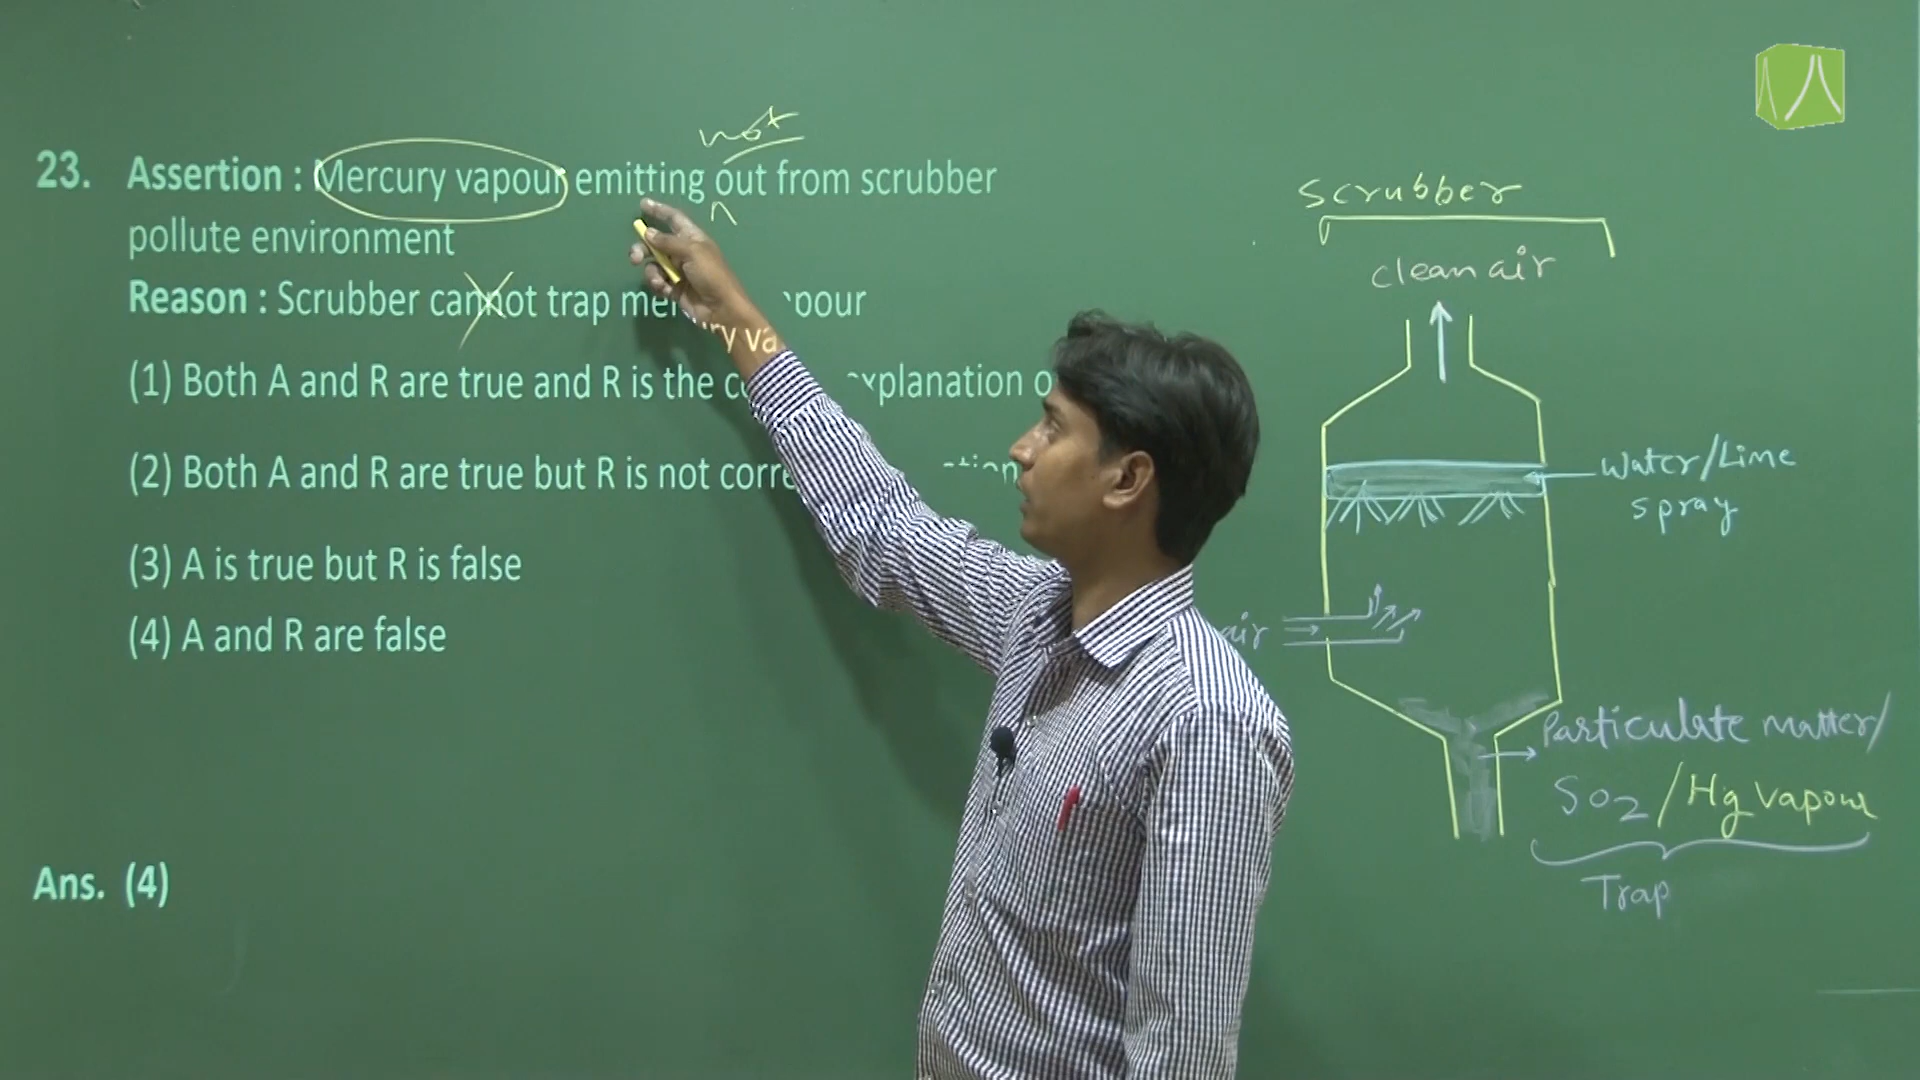 not
23. Assertion : Mercury vapour emitting out from scrubber
pollute environment
Reason : Scrubber cannot trap mercury vapour
(1) Both A and R are true and R is the explanation
(2) Both A and R are true but R is not
(3) A is true but R is false
(4) A and R are false
Ans. (4)
Scrubber
clean air
Water/Lime
spray
air
Particulate matter/
SO2/Hg vapour
Trap